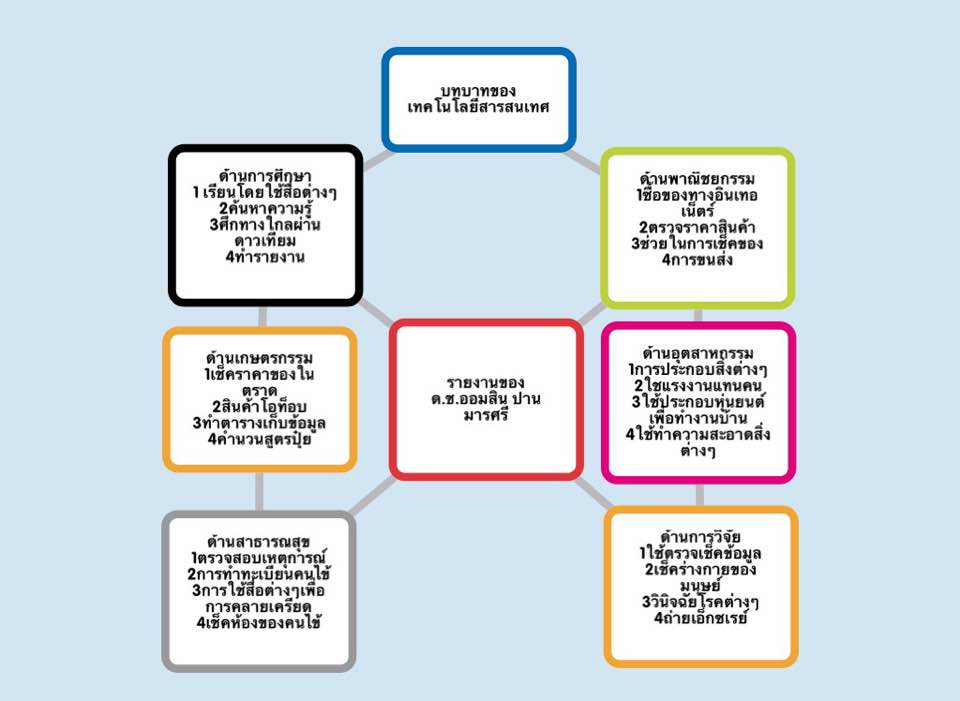 บทบาทของ
เทคโนโลยีสารสนเทศ
ด้านการศึกษา
1 เรียนโดยใช้สื่อต่างๆ
2ค้นหาความรู้
3ศึกทางไกลผ่าน
ดาวเทียม
4ทำรายงาน
ด้านพาณิชยกรรม
1ซื้อของทางอินเทอ
เน็ตร์
2ตรวจราคาสินค้า
3ช่วยในการเช็คของ
4การขนส่ง
ด้านเกษตรกรรม
1เช็คราคาของใน
ตราด
2สินค้าโอท็อบ
3ทำตารางเก็บข้อมูล
4คำนวนสูตรปุ๋ย
รายงานของ
ด.ช.ออมสิน ปาน
มารศรี
ด้านอุตสาหกรรม
1การประกอบสิ่งต่างๆ
2ใชแรงงานแทนคน
3ใช้ประกอบหุ่นยนต์
เพื่อทำงานบ้าน
4ใช้ทำความสะอาดสิ่ง
ต่างๆ
ด้านสาธารณสุข
1ตรวจสอบเหตุการณ์
2การทำทะเบียนคนไข้
3การใช้สื่อต่างๆเพื่อ
การคลายเครียด
4เช็คห้องของคนไข้
ด้านการวิจัย
1ใช้ตรวจเช็คข้อมูล
2เช็คร่างกายของ
มนุษย์
3วินิจฉัยโรคต่างๆ
4ถ่ายเอ็กซเรย์